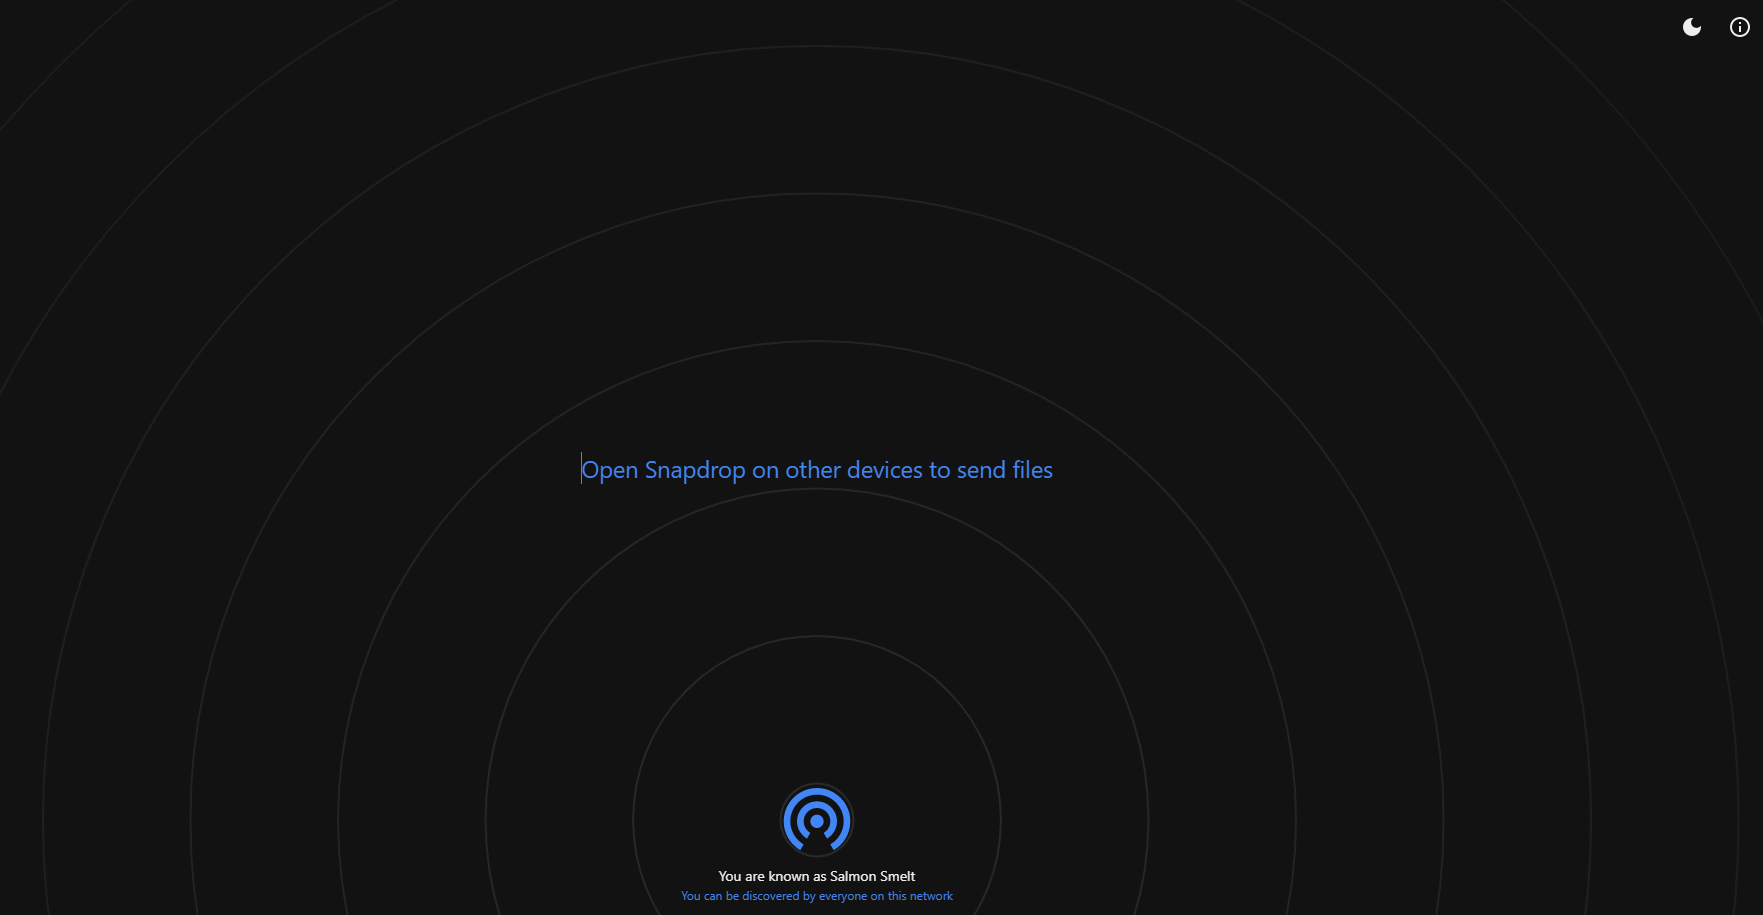 Open Snapdrop on other devices to send files
You are known as Salmon Smelt
You can be discovered by everyone on this network